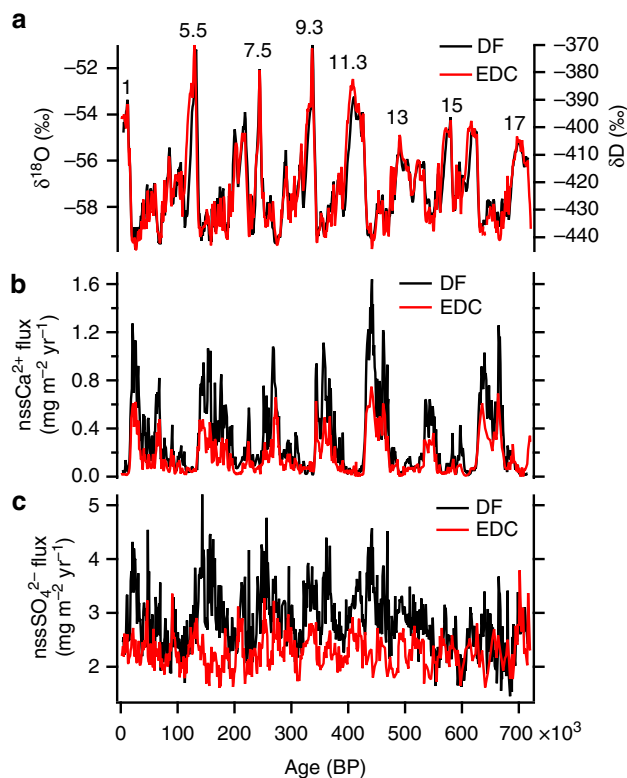 a
1
5.5
7.5
9.3
11.3
13
15
17
DF
EDC
−52
−54
−56
−58
δ¹⁸O (‰)
−370
−380
−390
−400
−410
−420
−430
−440
δD (‰)
b
DF
EDC
1.6
1.2
0.8
0.4
0.0
nssCa²⁺ flux
(mg m⁻² yr⁻¹)
c
DF
EDC
5
4
3
2
nssSO₄²⁻ flux
(mg m⁻² yr⁻¹)
0 100 200 300 400 500 600 700 ×10³
Age (BP)